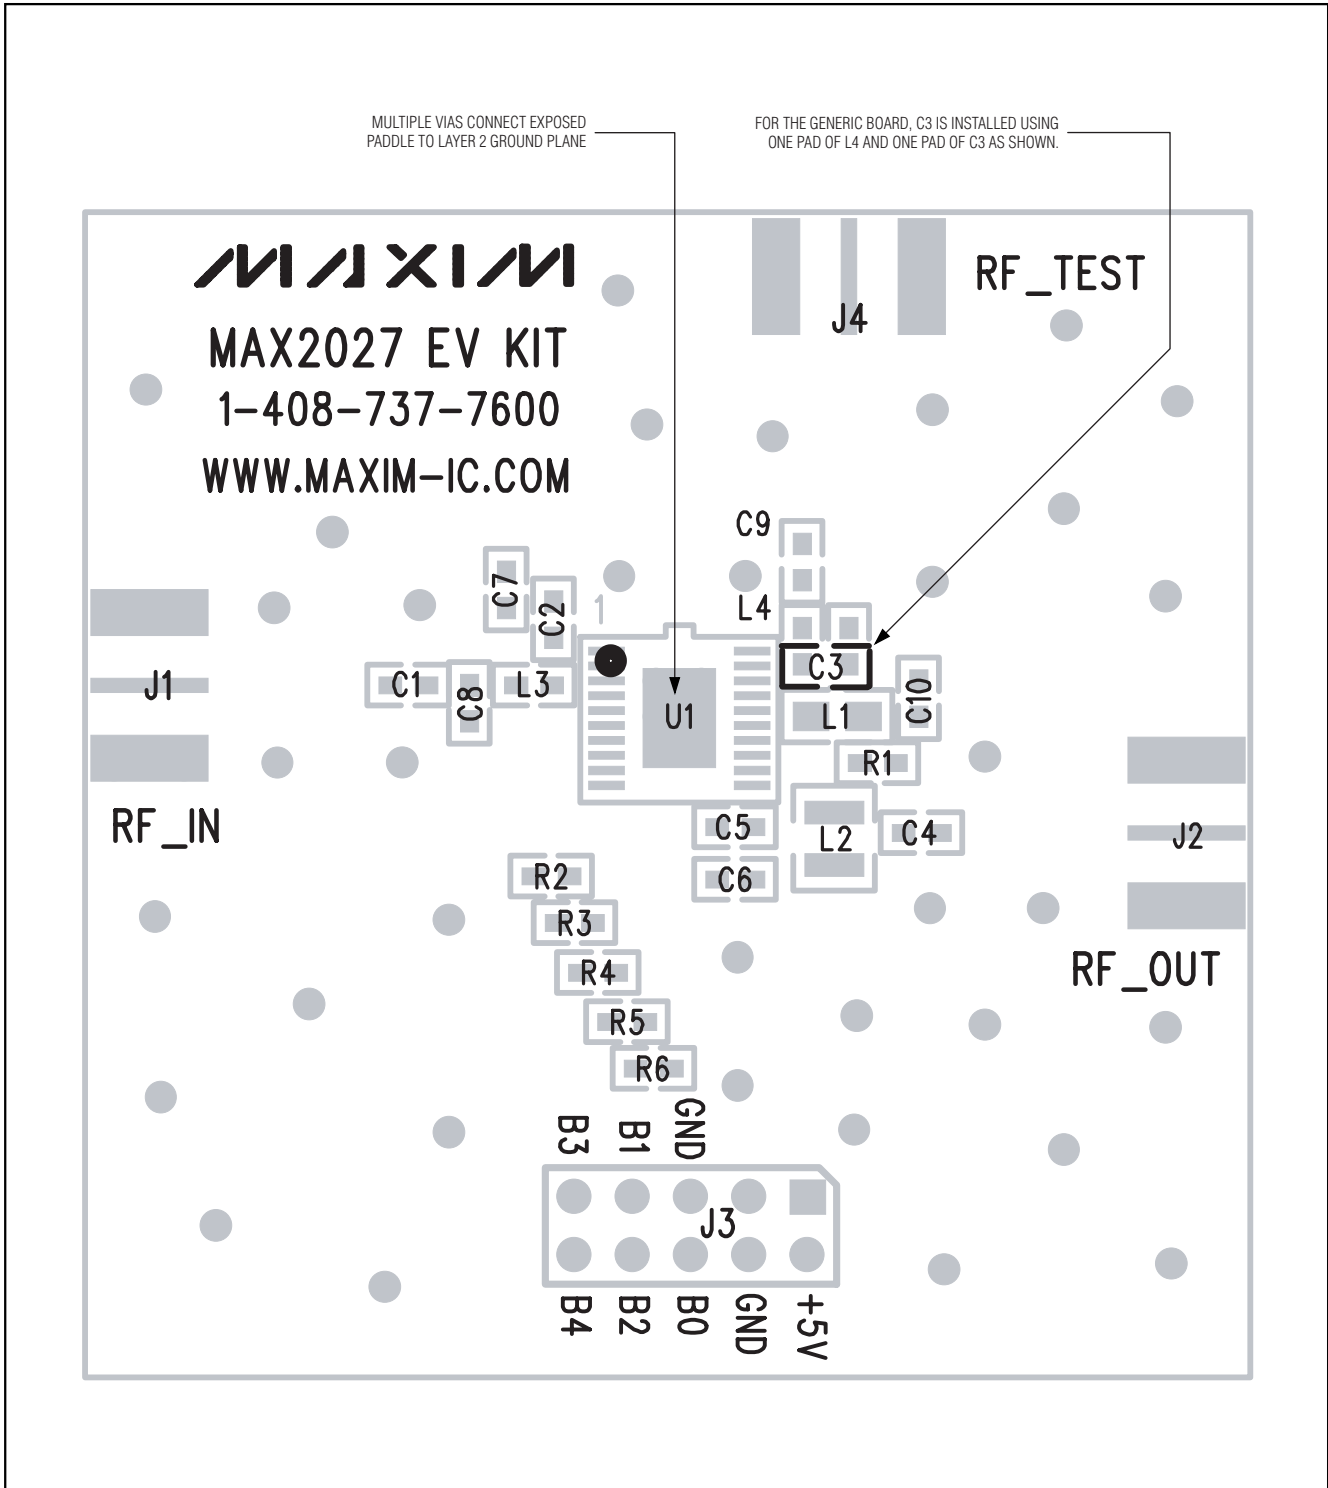 MULTIPLE VIAS CONNECT EXPOSED
PADDLE TO LAYER 2 GROUND PLANE
FOR THE GENERIC BOARD, C3 IS INSTALLED USING
ONE PAD OF L4 AND ONE PAD OF C3 AS SHOWN.
MAXIM
RF_TEST
J4
MAX2027 EV KIT
1-408-737-7600
WWW.MAXIM-IC.COM
C9
C7
C2
1
L4
J1
C1
C8
L3
U1
C3
L1
C10
R1
RF_IN
C5
L2
C4
J2
R2
C6
R3
R4
RF_OUT
R5
R6
B3
B1
GND
J3
B4
B2
B0
GND
+5V